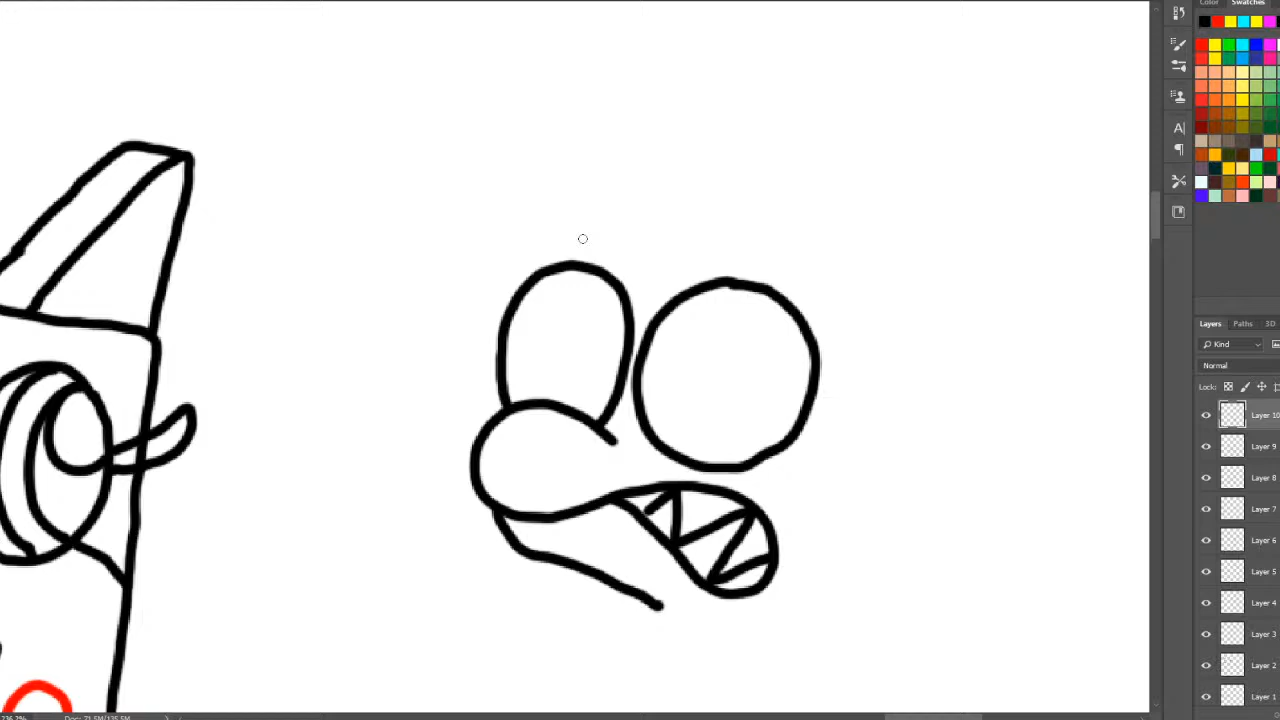 Color Swatches
A|
Layers Paths 3D
Kind
Normal
Lock:
Layer 10
Layer 9
Layer 8
Layer 7
Layer 6
Layer 5
Layer 4
Layer 3
Layer 2
Layer 1